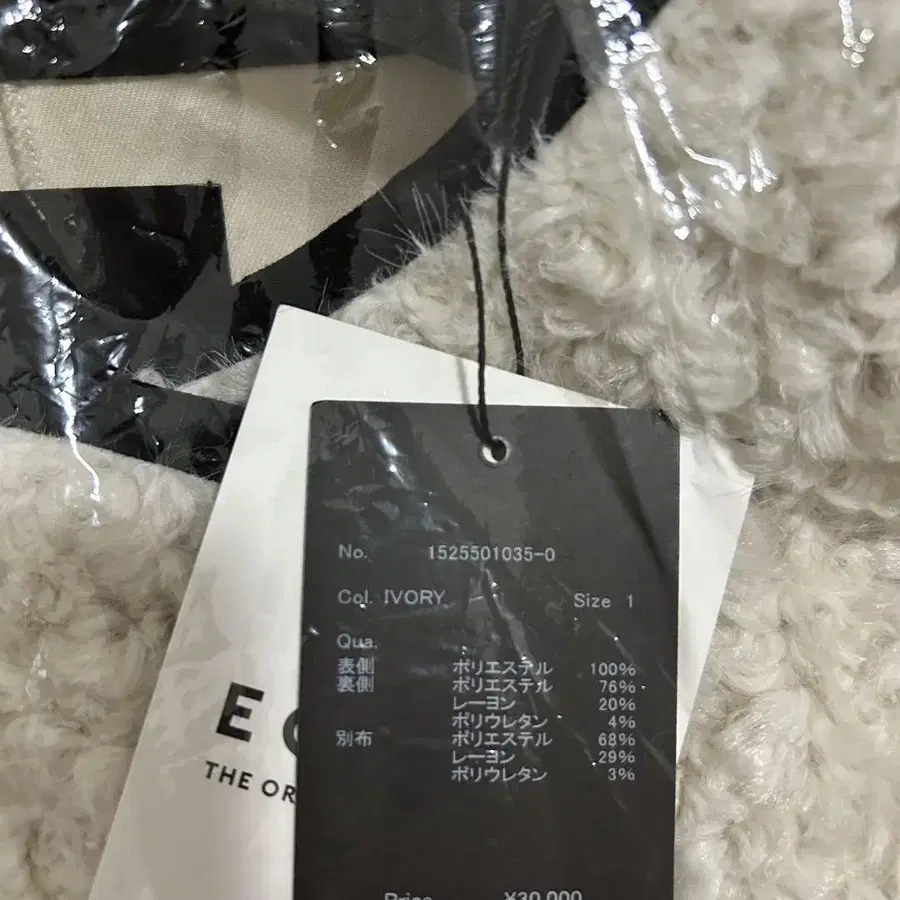 No. 1525501035-0
Col. IVORY Size 1
Qua.
表側 ポリエステル 100%
裏側 ポリエステル 76%
レーヨン 20%
ポリウレタン 4%
別布 ポリエステル 68%
レーヨン 29%
ポリウレタン 3%
Price ¥30,000
E
THE OR